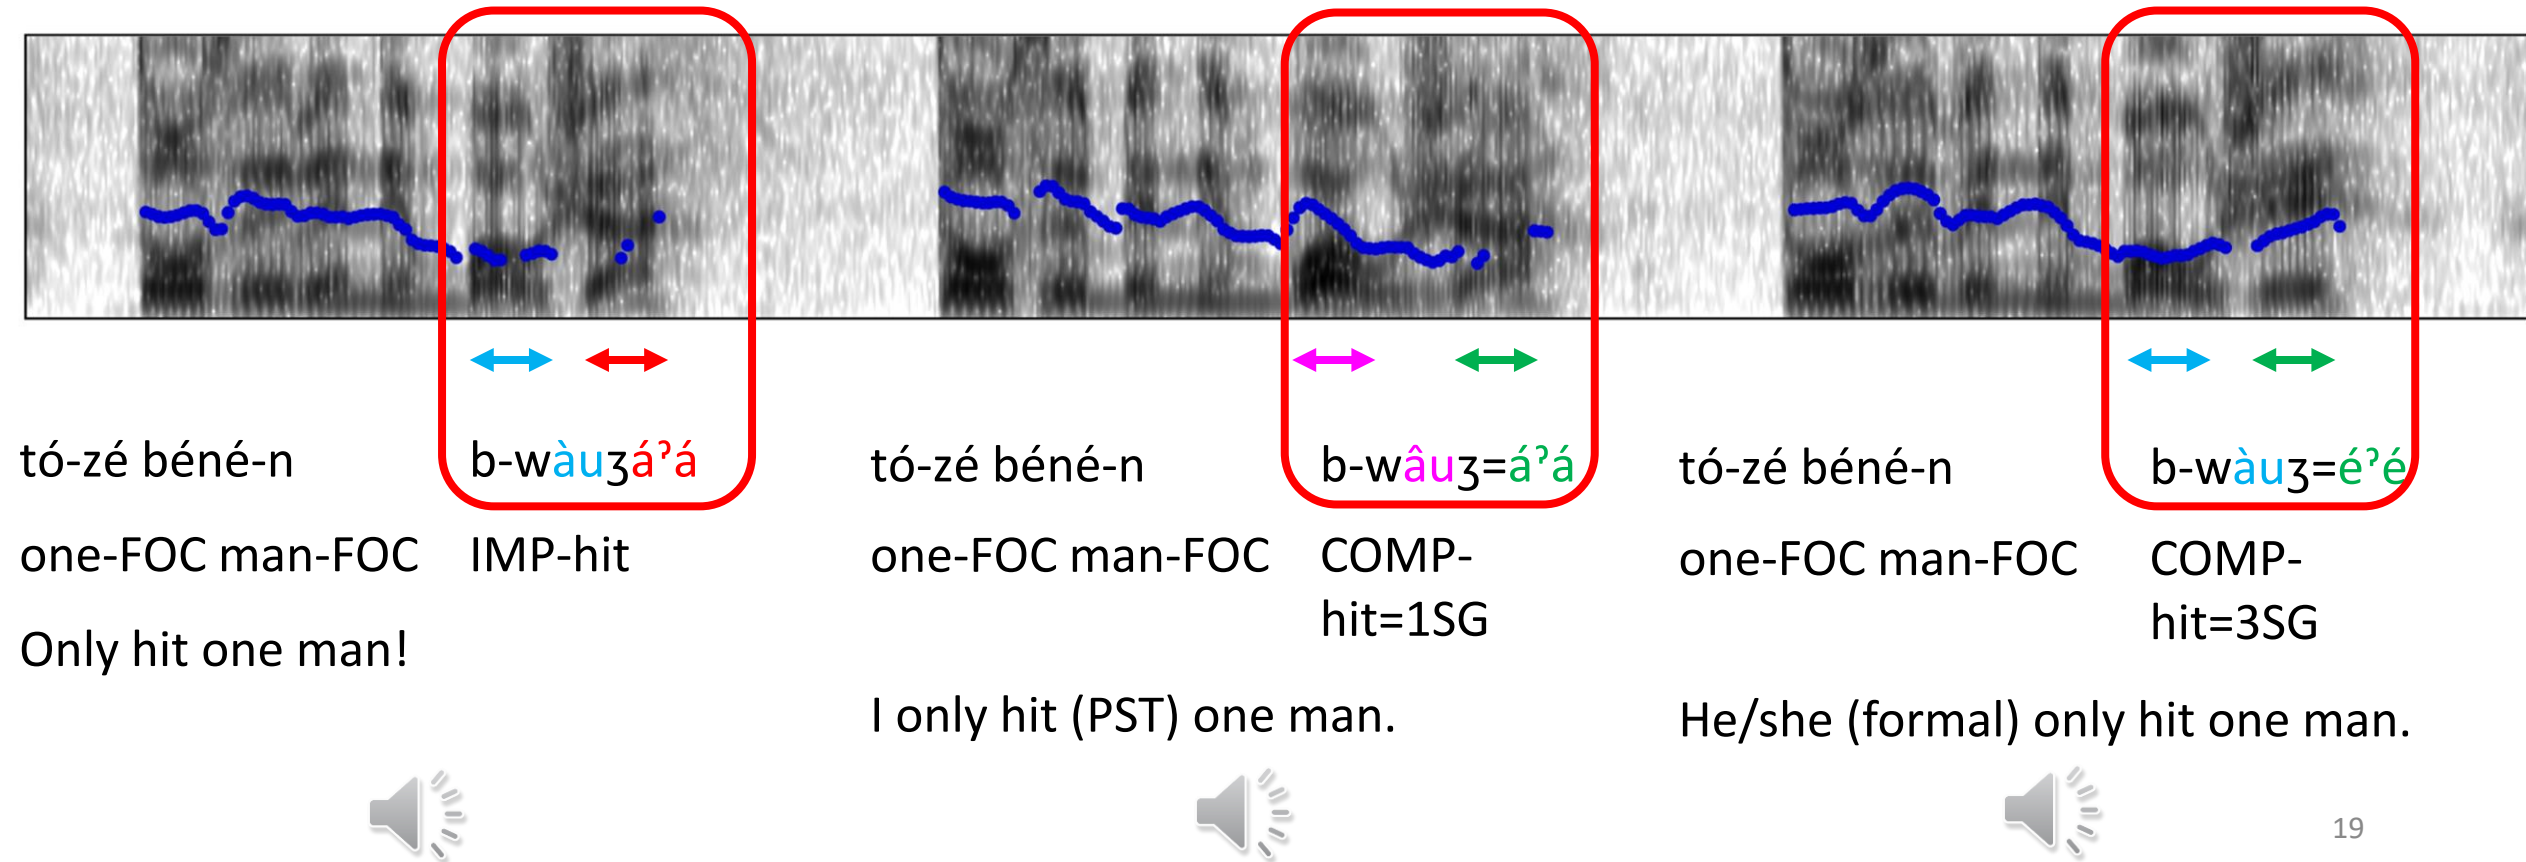 tó-zé béné-n b-wàuʒáˀá
one-FOC man-FOC IMP-hit
Only hit one man!
tó-zé béné-n b-wâuʒ=áˀá
one-FOC man-FOC COMP-
hit=1SG
I only hit (PST) one man.
tó-zé béné-n b-wàuʒ=éˀé
one-FOC man-FOC COMP-
hit=3SG
He/she (formal) only hit one man.
19